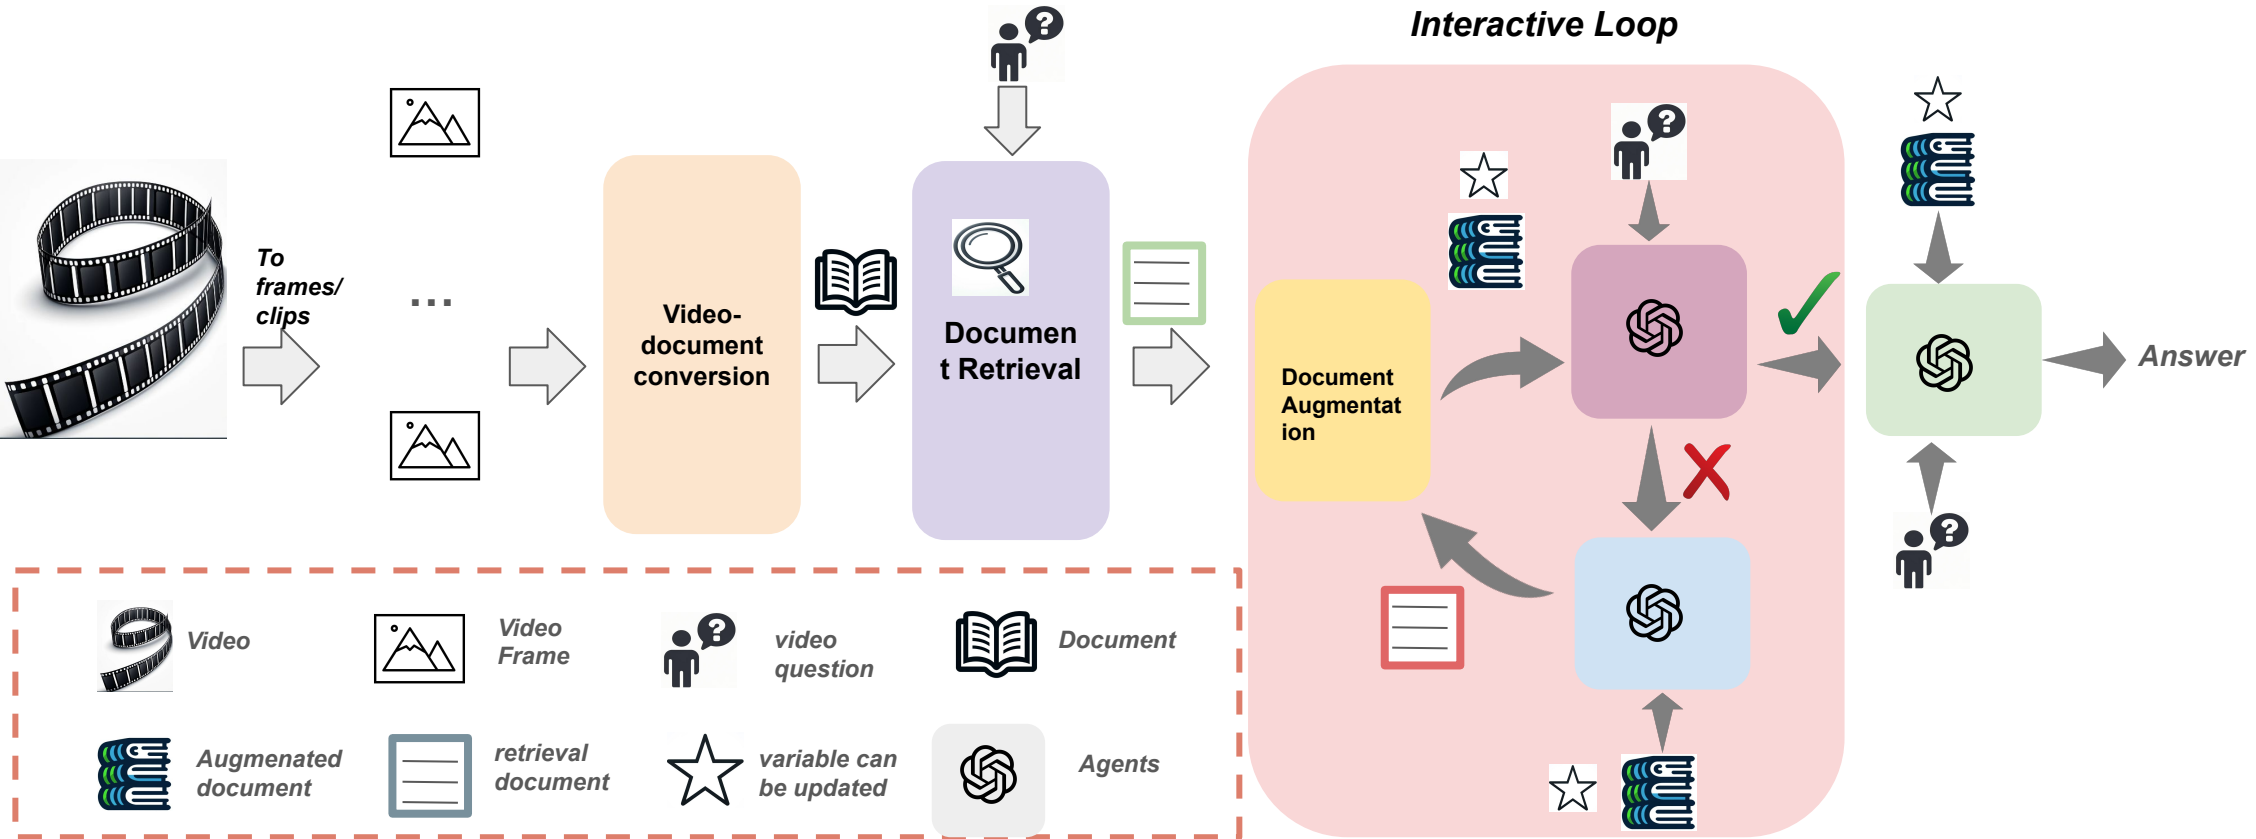 Interactive Loop
To
frames/
clips
...
Video-
document
conversion
Documen
t Retrieval
Document
Augmentat
ion
Answer
Video
Video
Frame
video
question
Document
Augmenated
document
retrieval
document
variable can
be updated
Agents